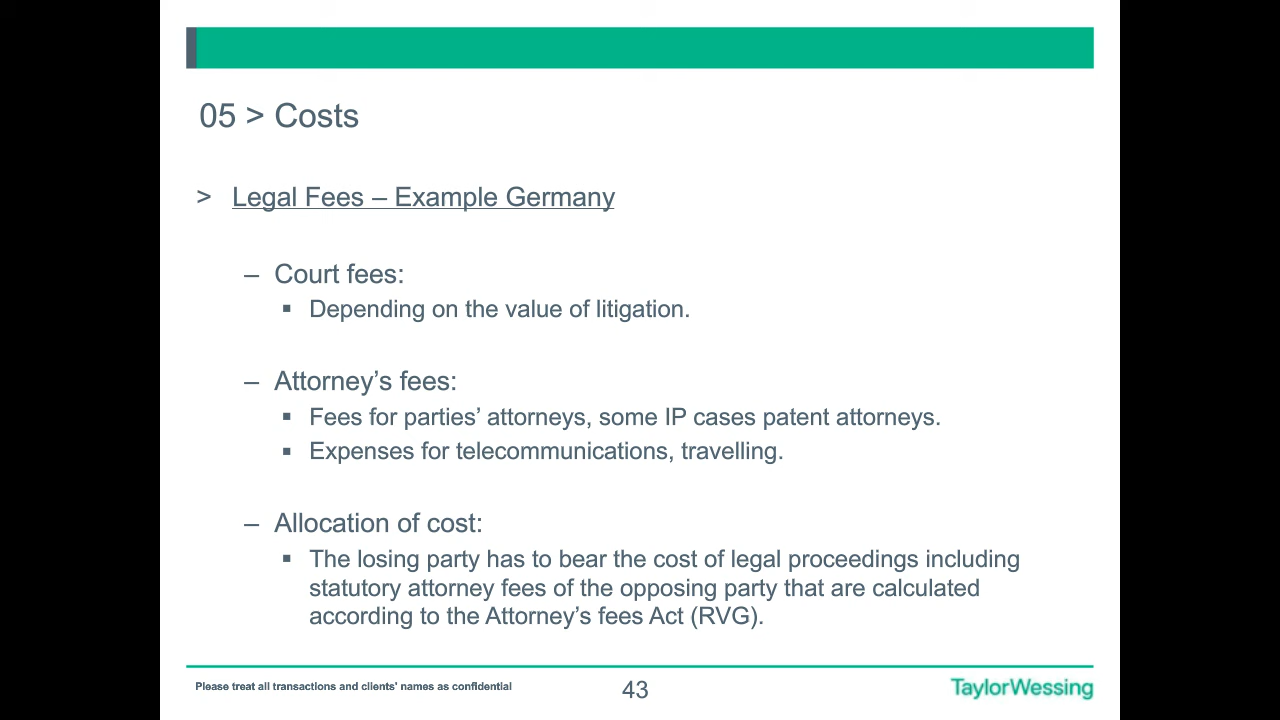 05 > Costs
> Legal Fees – Example Germany
– Court fees:
▪ Depending on the value of litigation.
– Attorney’s fees:
▪ Fees for parties’ attorneys, some IP cases patent attorneys.
▪ Expenses for telecommunications, travelling.
– Allocation of cost:
▪ The losing party has to bear the cost of legal proceedings including
statutory attorney fees of the opposing party that are calculated
according to the Attorney’s fees Act (RVG).
Please treat all transactions and clients' names as confidential
43
TaylorWessing